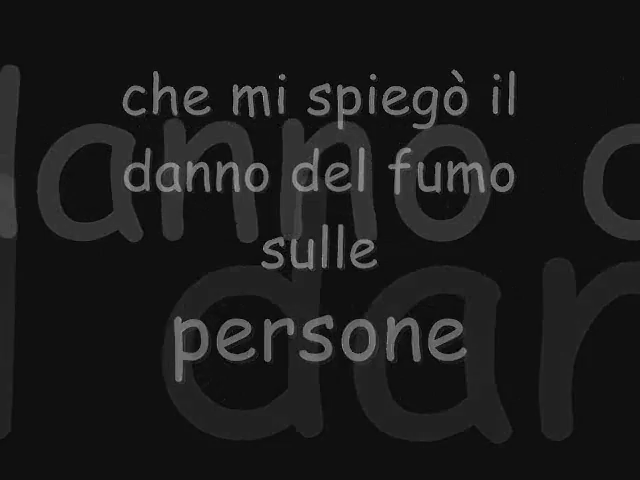 che mi spiegò il
danno del fumo
sulle
persone